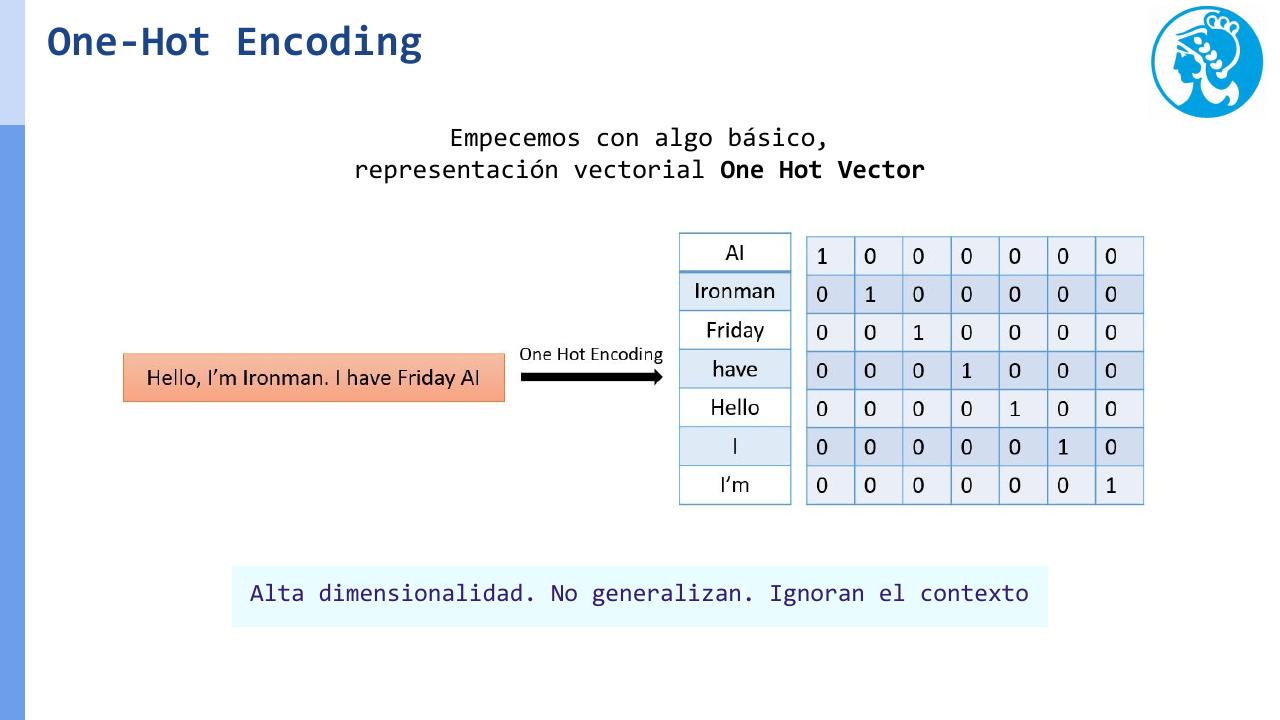 One-Hot Encoding
Empecemos con algo básico,
representación vectorial One Hot Vector
Hello, I'm Ironman. I have Friday AI
One Hot Encoding
AI 1 0 0 0 0 0 0
Ironman 0 1 0 0 0 0 0
Friday 0 0 1 0 0 0 0
have 0 0 0 1 0 0 0
Hello 0 0 0 0 1 0 0
I 0 0 0 0 0 1 0
I'm 0 0 0 0 0 0 1
Alta dimensionalidad. No generalizan. Ignoran el contexto